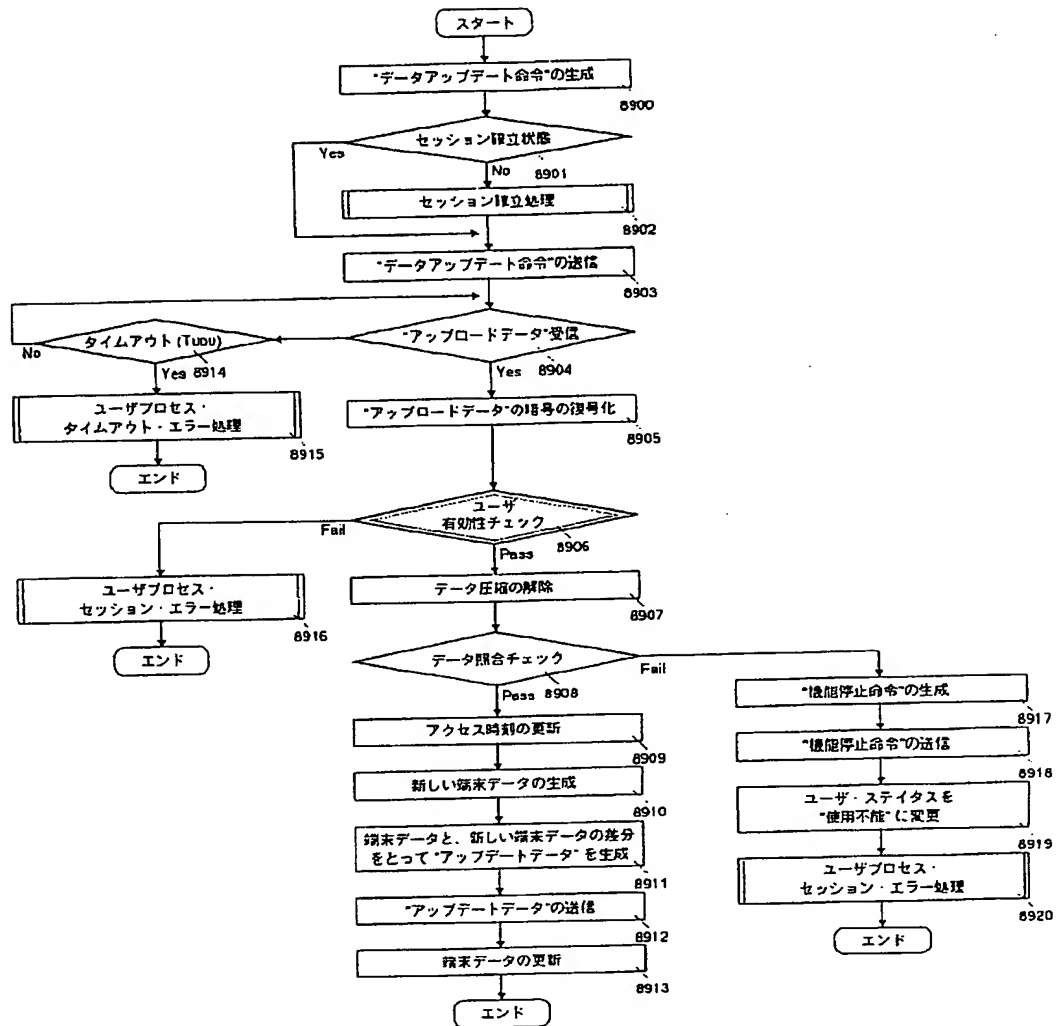 スタート
"データアップデート命令"の生成
8900
セッション確立状態
8901
Yes
No
セッション確立処理
8902
"データアップデート命令"の送信
8903
"アップロードデータ"受信
8904
Yes
タイムアウト(TUDU)
8914
No
Yes
ユーザプロセス・
タイムアウト・エラー処理
8915
エンド
"アップロードデータ"の暗号の復号化
8905
ユーザ
有効性チェック
8906
Fail
Pass
ユーザプロセス・
セッション・エラー処理
8916
エンド
データ圧縮の解除
8907
データ照合チェック
8908
Fail
Pass
アクセス時刻の更新
8909
新しい端末データの生成
8910
端末データと、新しい端末データの差分
をとって"アップデートデータ"を生成
8911
"アップデートデータ"の送信
8912
端末データの更新
8913
エンド
"機能停止命令"の生成
8917
"機能停止命令"の送信
8918
ユーザ・ステイタスを
"使用不能"に変更
8919
ユーザプロセス・
セッション・エラー処理
8920
エンド